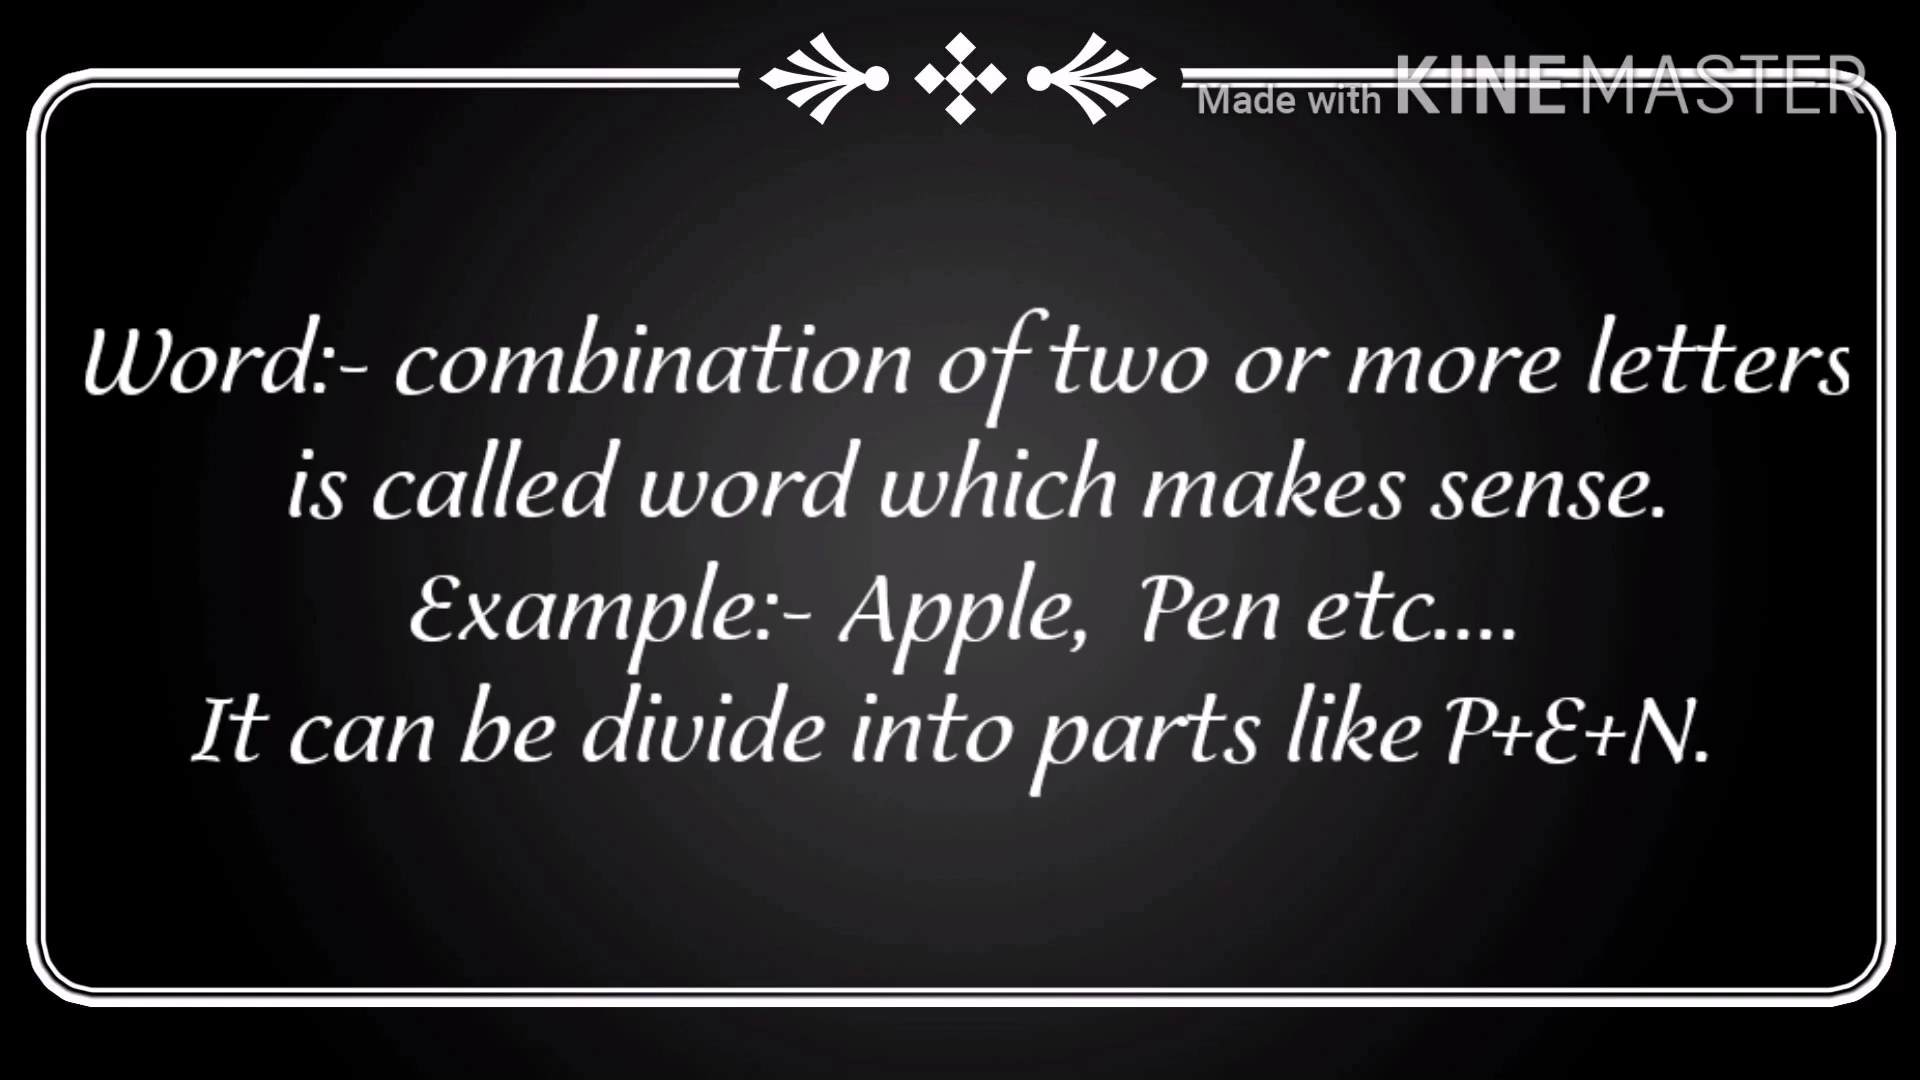 Made with KINEMASTER
Word:- combination of two or more letters
is called word which makes sense.
Example:- Apple, Pen etc....
It can be divide into parts like P+E+N.